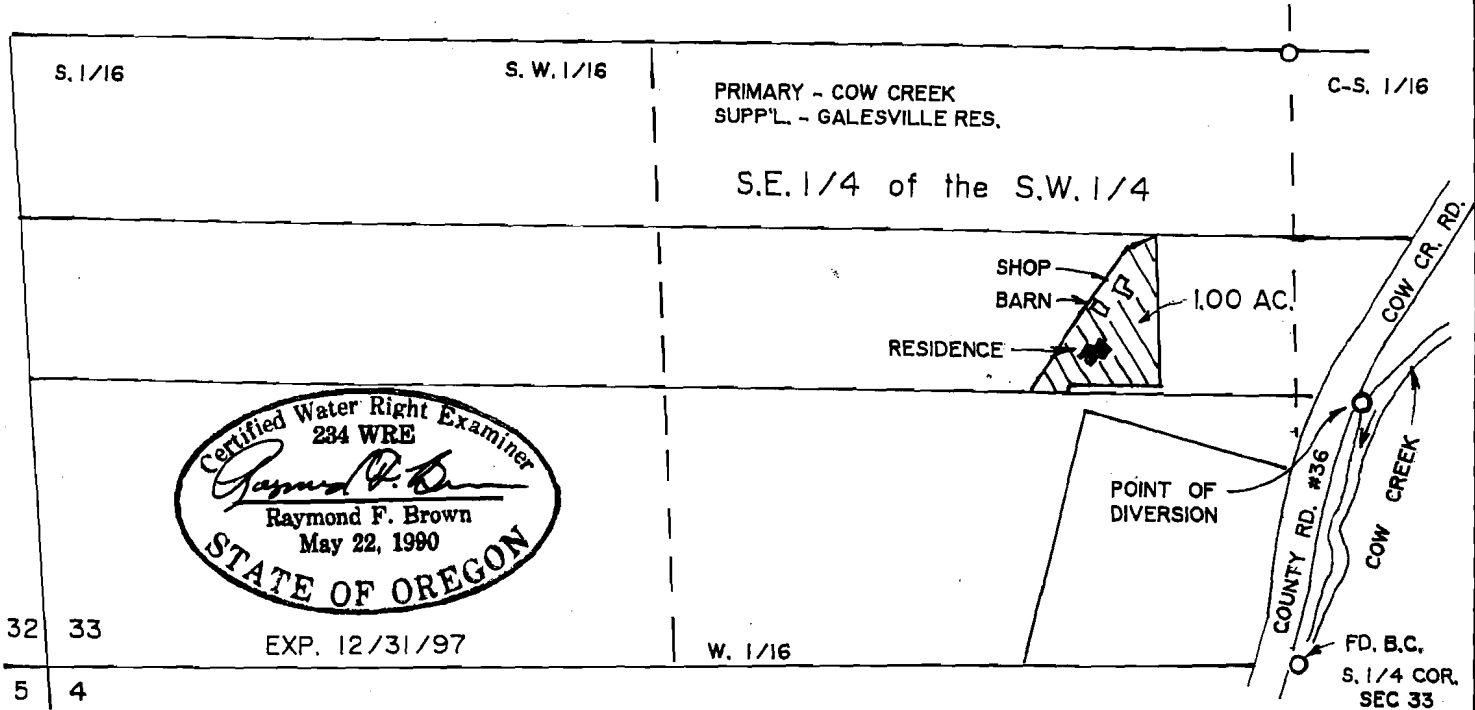 S. 1/16
S. W. 1/16
C-S. 1/16
PRIMARY - COW CREEK
SUPP'L. - GALESVILLE RES.
S.E. 1/4 of the S.W. 1/4
COW CR. RD.
SHOP
BARN
1.00 AC.
RESIDENCE
Certified Water Right Examiner
234 WRE
Raymond F. Brown
May 22, 1990
STATE OF OREGON
POINT OF
DIVERSION
COUNTY RD. #36
COW CREEK
32 33
EXP. 12/31/97
W. 1/16
FD. B.C.
S. 1/4 COR.
SEC 33
5 4